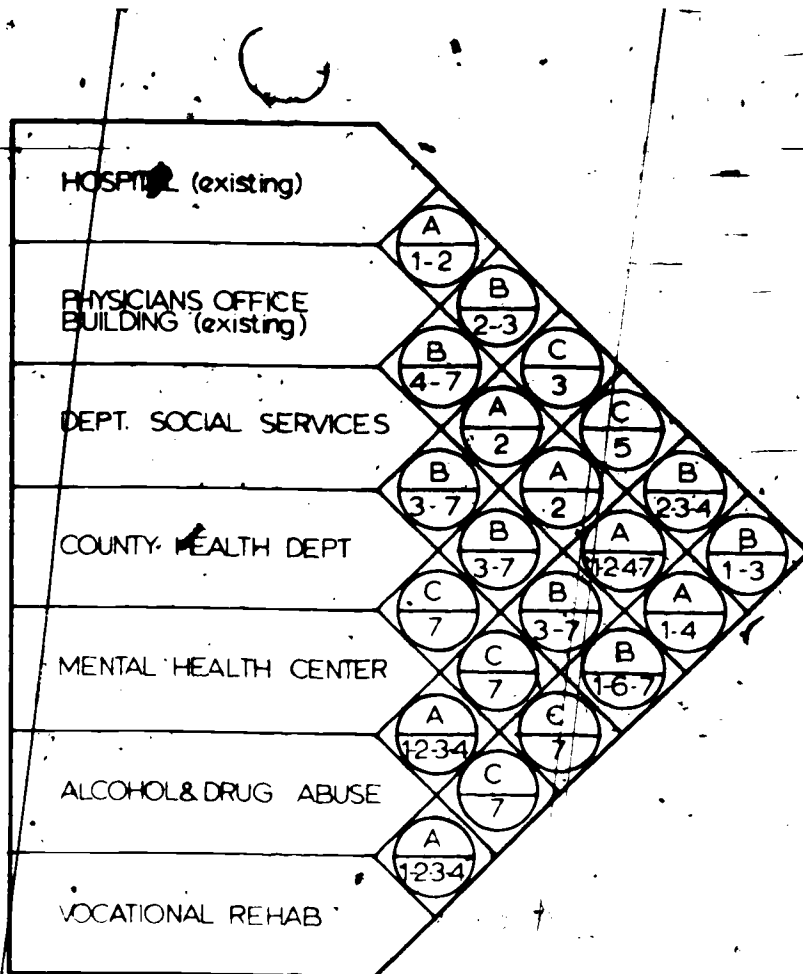 HOSPITAL (existing)
A
1-2
B
2-3
PHYSICIANS OFFICE
BUILDING (existing)
B
4-7
C
3
A
2
C
5
DEPT. SOCIAL SERVICES
B
3-7
A
2
B
2-3-4
COUNTY HEALTH DEPT
B
3-7
A
1-2-4-7
B
1-3
C
7
B
3-7
A
1-4
MENTAL HEALTH CENTER
C
7
B
1-6-7
A
1-2-3-4
C
7
ALCOHOL & DRUG ABUSE
C
7
A
1-2-3-4
VOCATIONAL REHAB